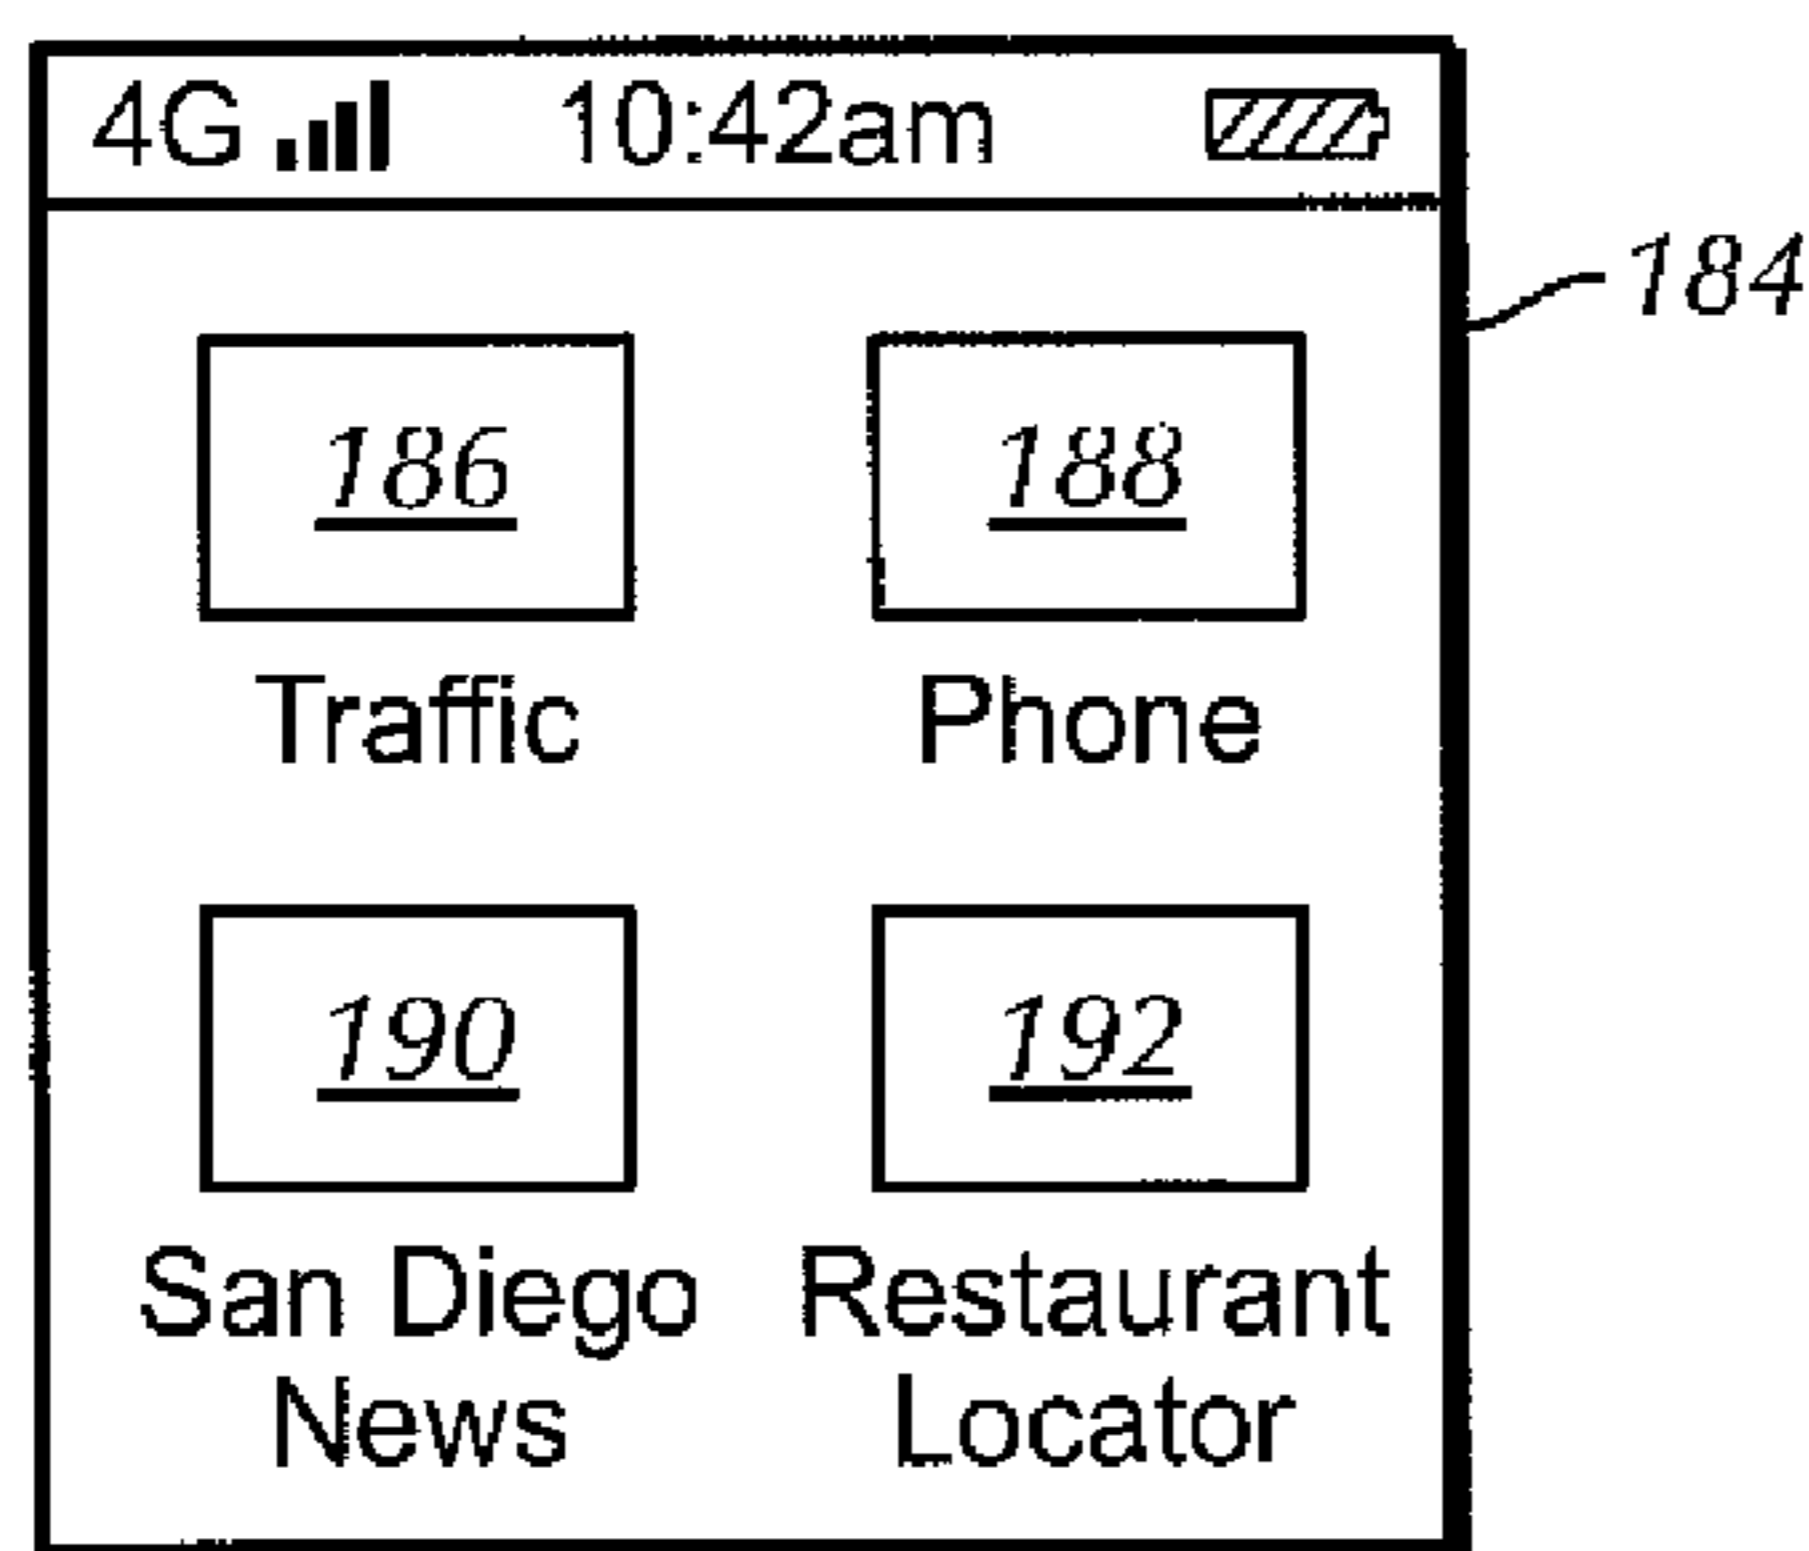 4G 10:42am
184
186 188
Traffic Phone
190 192
San Diego Restaurant
News Locator